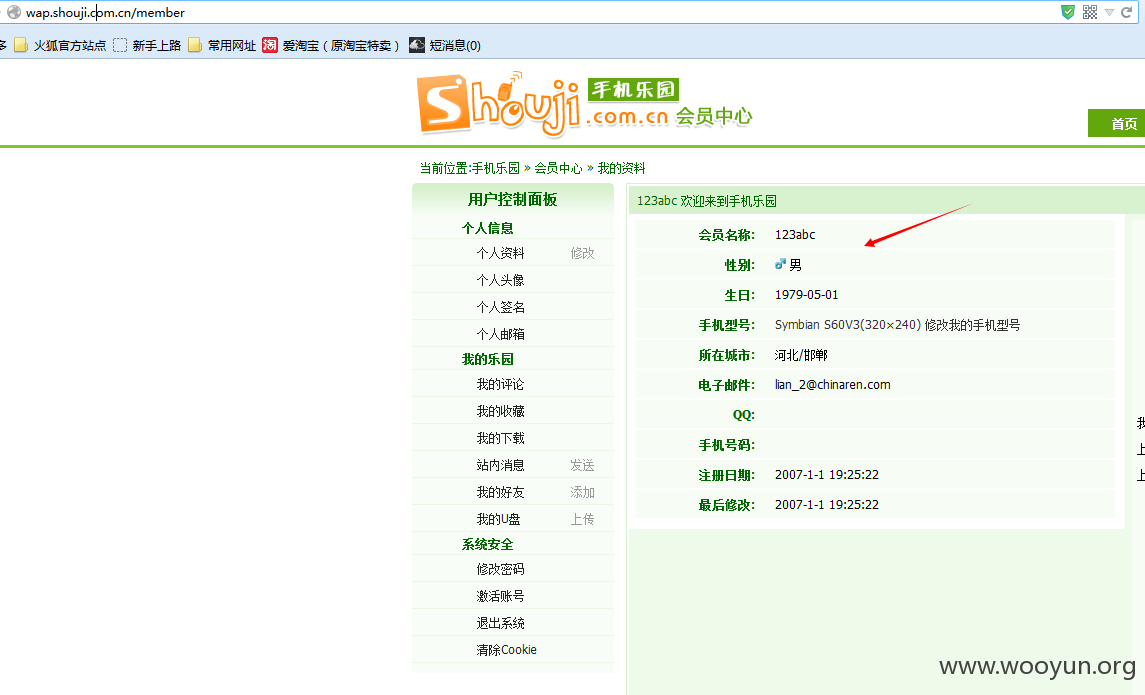 wap.shouji.com.cn/member
多 火狐官方站点 新手上路 常用网址 淘 爱淘宝（原淘宝特卖） 短消息(0)
Shouji 手机乐园
.com.cn 会员中心
首页
当前位置:手机乐园 » 会员中心 » 我的资料
用户控制面板
个人信息
个人资料 修改
个人头像
个人签名
个人邮箱
我的乐园
我的评论
我的收藏
我的下载
站内消息 发送
我的好友 添加
我的U盘 上传
系统安全
修改密码
激活账号
退出系统
清除Cookie
123abc 欢迎来到手机乐园
会员名称: 123abc
性别: 男
生日: 1979-05-01
手机型号: Symbian S60V3(320×240) 修改我的手机型号
所在城市: 河北/邯郸
电子邮件: lian_2@chinaren.com
QQ:
手机号码:
注册日期: 2007-1-1 19:25:22
最后修改: 2007-1-1 19:25:22
我
上
上
www.wooyun.org